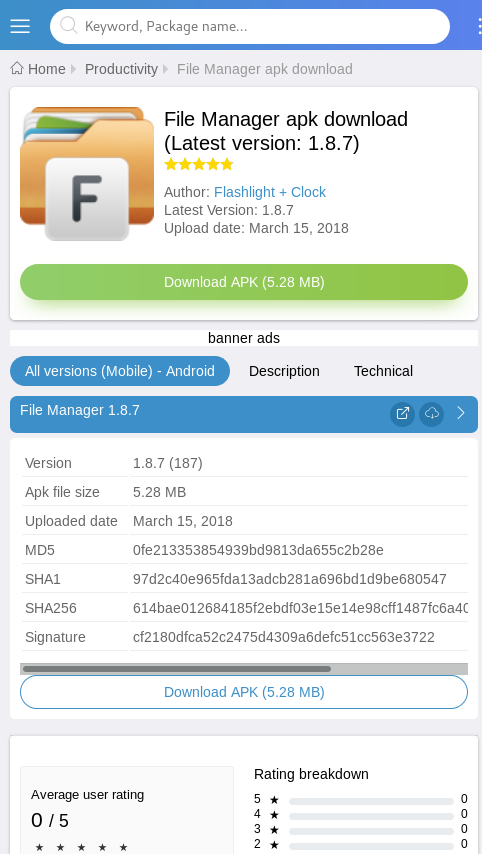 Keyword, Package name...
Home Productivity File Manager apk download
File Manager apk download
(Latest version: 1.8.7)
F
Author: Flashlight + Clock
Latest Version: 1.8.7
Upload date: March 15, 2018
Download APK (5.28 MB)
banner ads
All versions (Mobile) - Android Description Technical
File Manager 1.8.7
Version 1.8.7 (187)
Apk file size 5.28 MB
Uploaded date March 15, 2018
MD5 0fe213353854939bd9813da655c2b28e
SHA1 97d2c40e965fda13adcb281a696bd1d9be680547
SHA256 614bae012684185f2ebdf03e15e14e98cff1487fc6a40
Signature cf2180dfca52c2475d4309a6defc51cc563e3722
Download APK (5.28 MB)
Rating breakdown
Average user rating
0 / 5
5 ★ 0
4 ★ 0
3 ★ 0
2 ★ 0